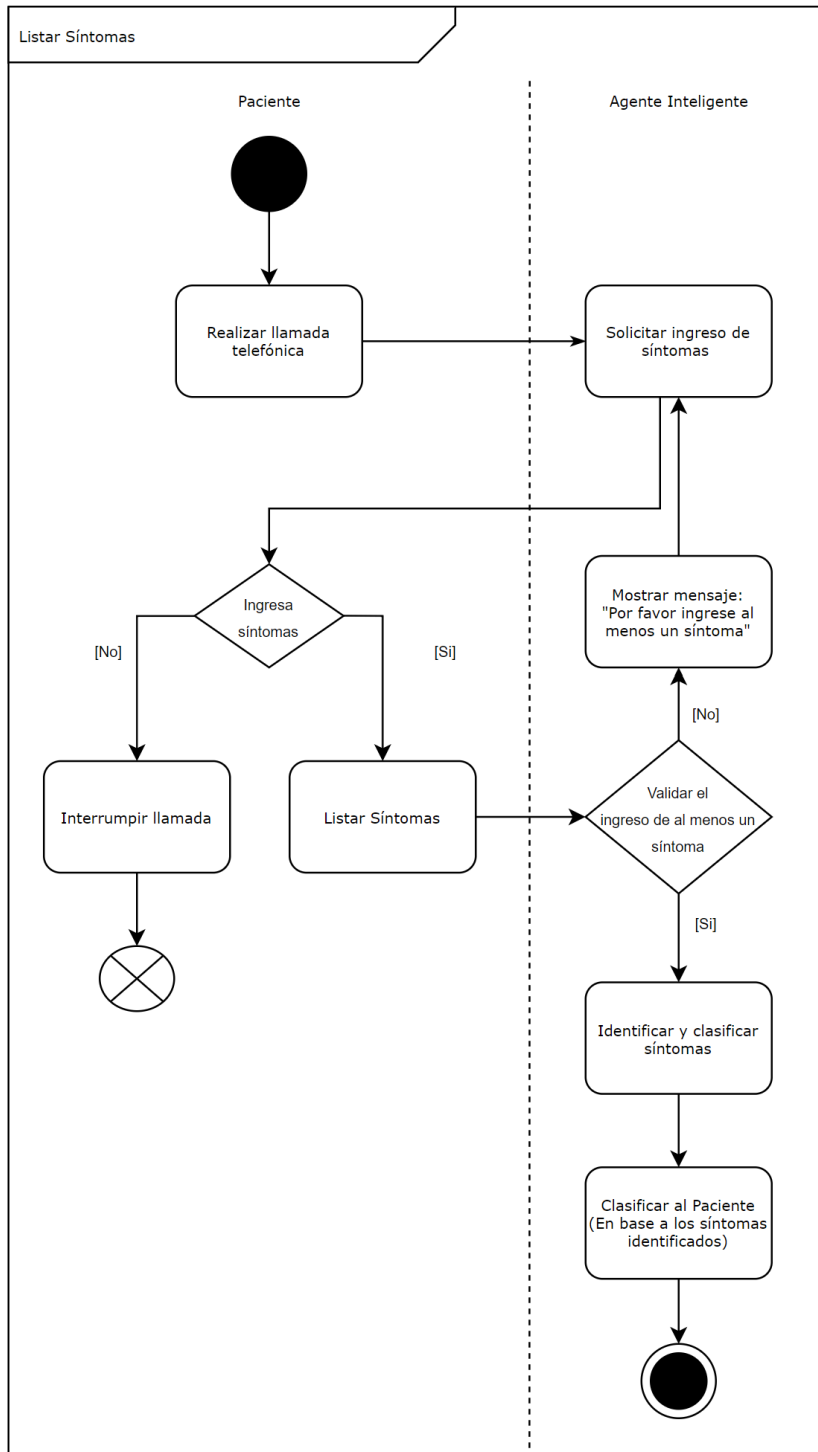 Listar Síntomas
Paciente
Agente Inteligente
Realizar llamada
telefónica
Solicitar ingreso de
síntomas
Ingresa
síntomas
[No]
[Si]
Mostrar mensaje:
"Por favor ingrese al
menos un síntoma"
[No]
Interrumpir llamada
Listar Síntomas
Validar el
ingreso de al menos un
síntoma
[Si]
Identificar y clasificar
síntomas
Clasificar al Paciente
(En base a los síntomas
identificados)